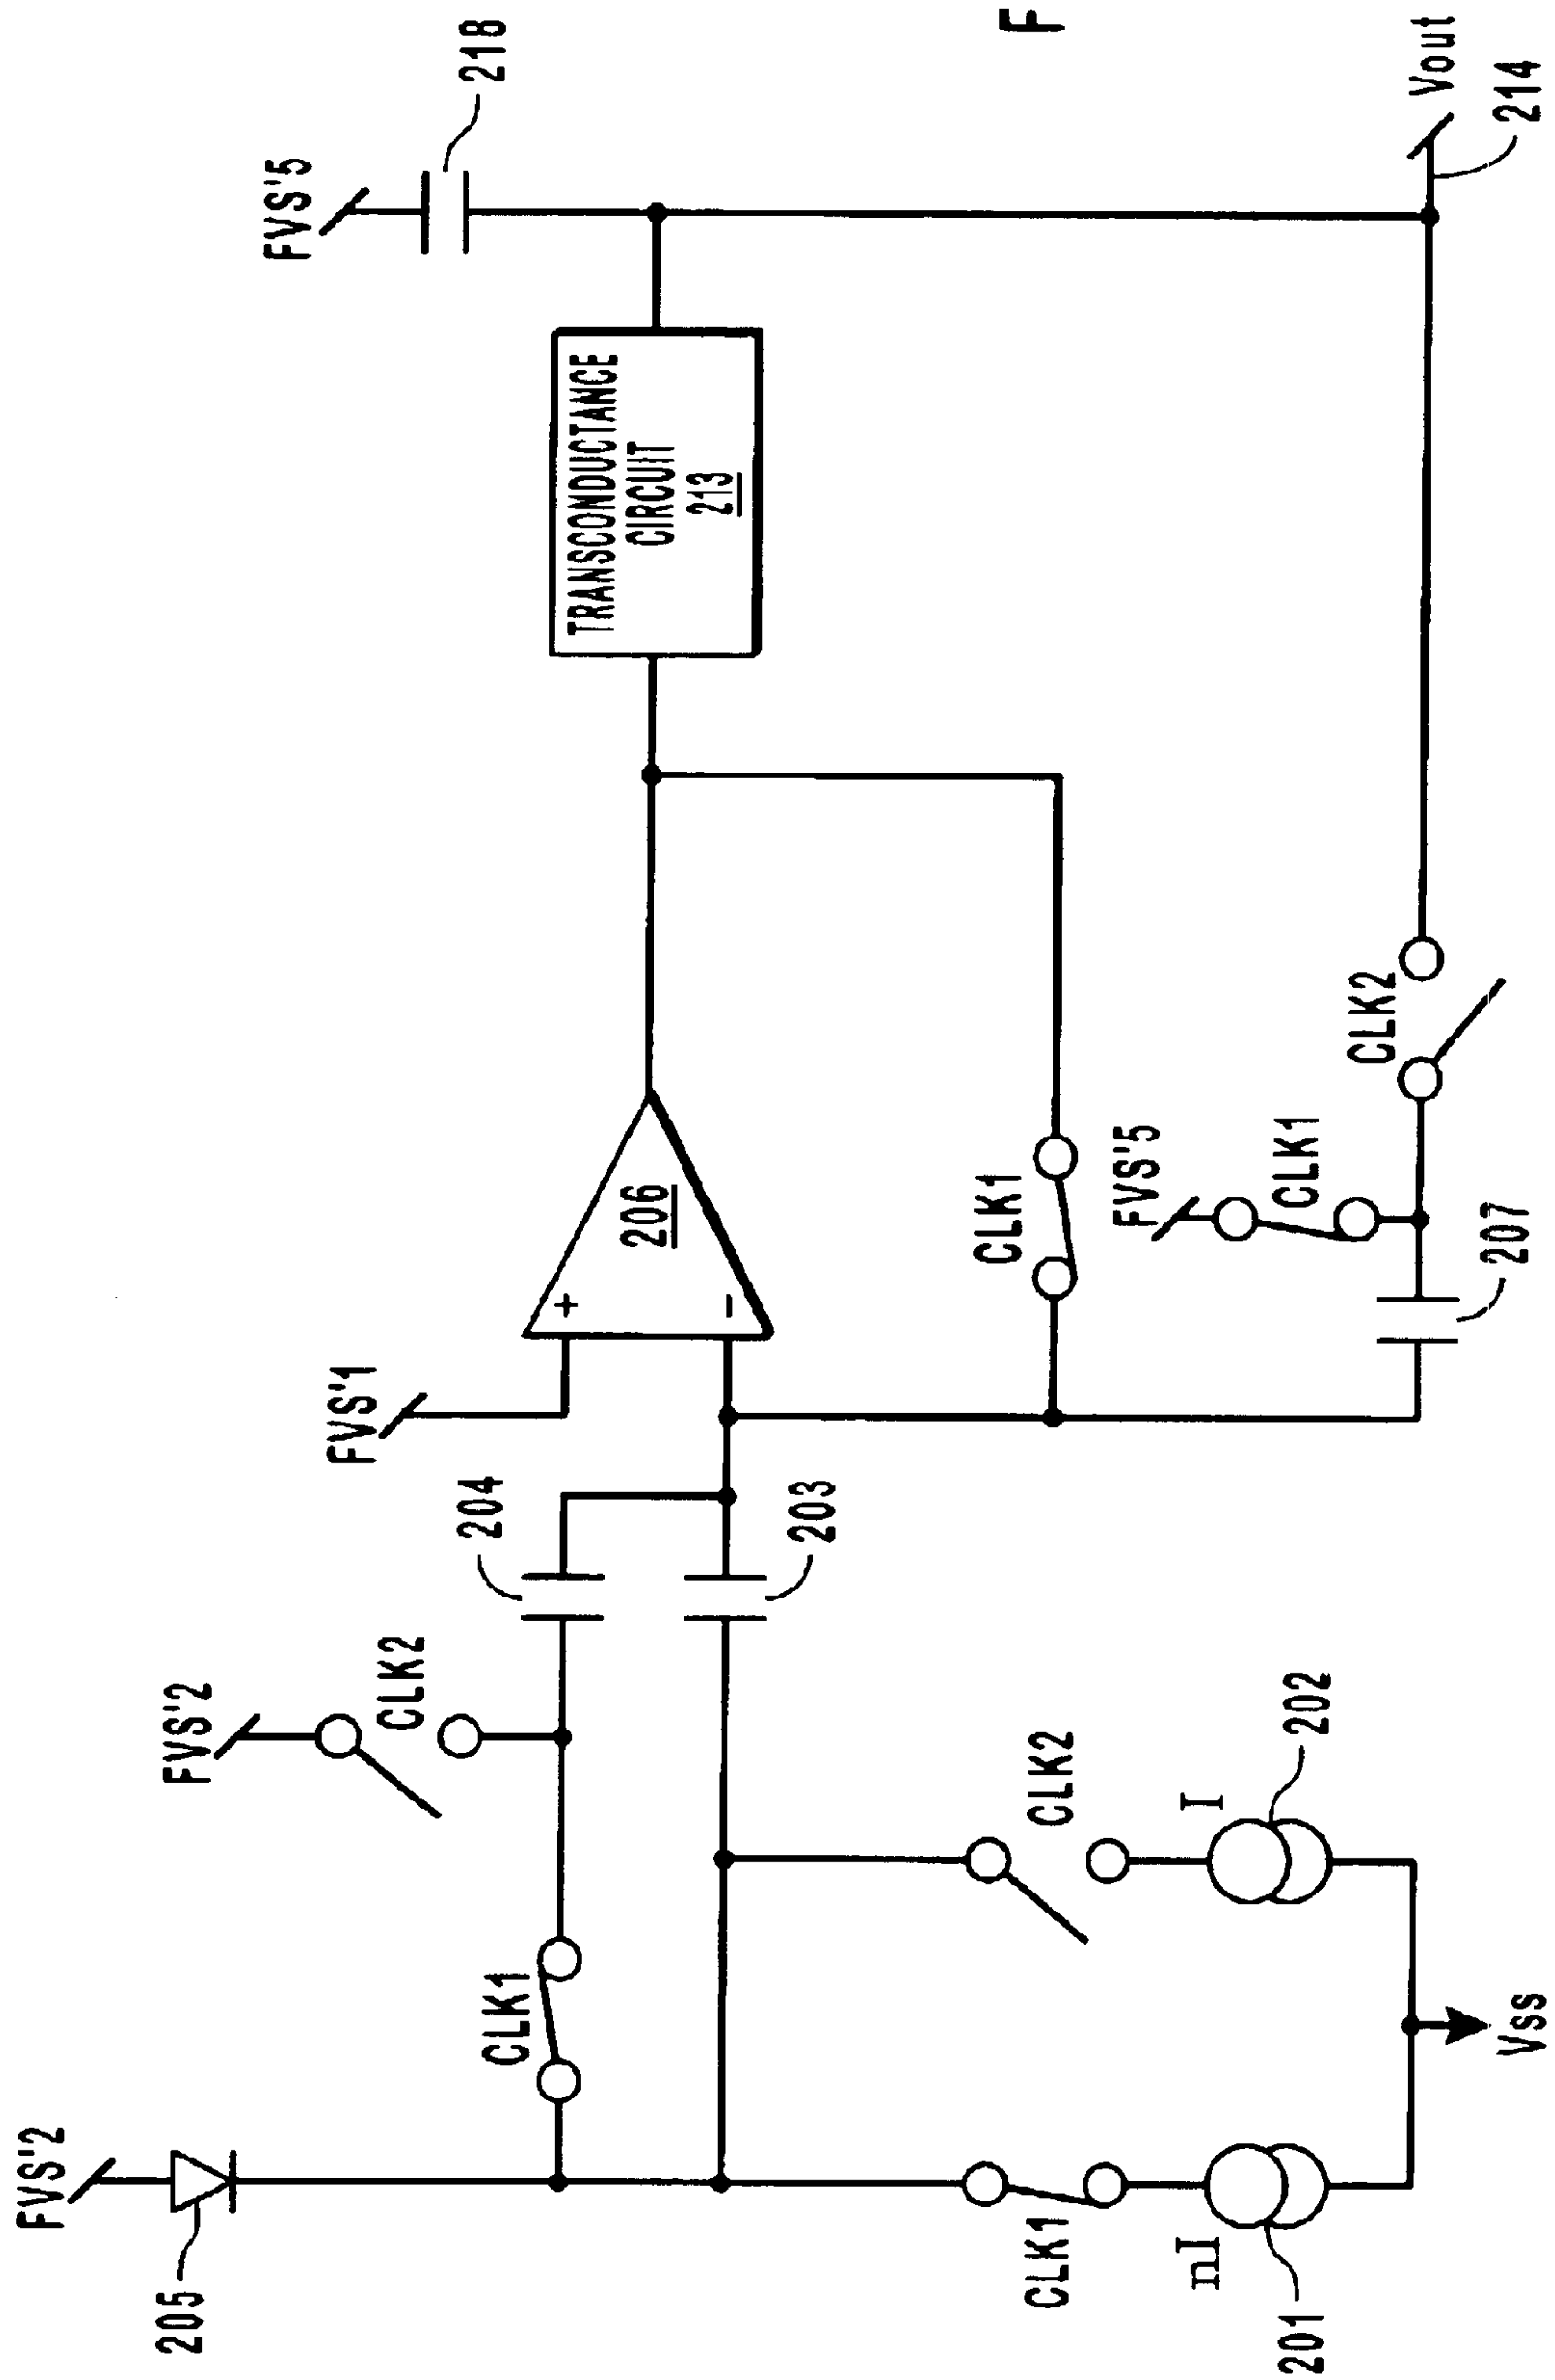 FVS'2
205
FVS'2
CLK2
CLK1
204
203
FVS'1
+
-
206
TRANSCONDUCTANCE
CIRCUIT
213
FVS'5
218
CLK1
FVS'5
CLK1
CLK2
207
CLK1
nI
201
CLK2
I
202
Vss
Vout
214
F